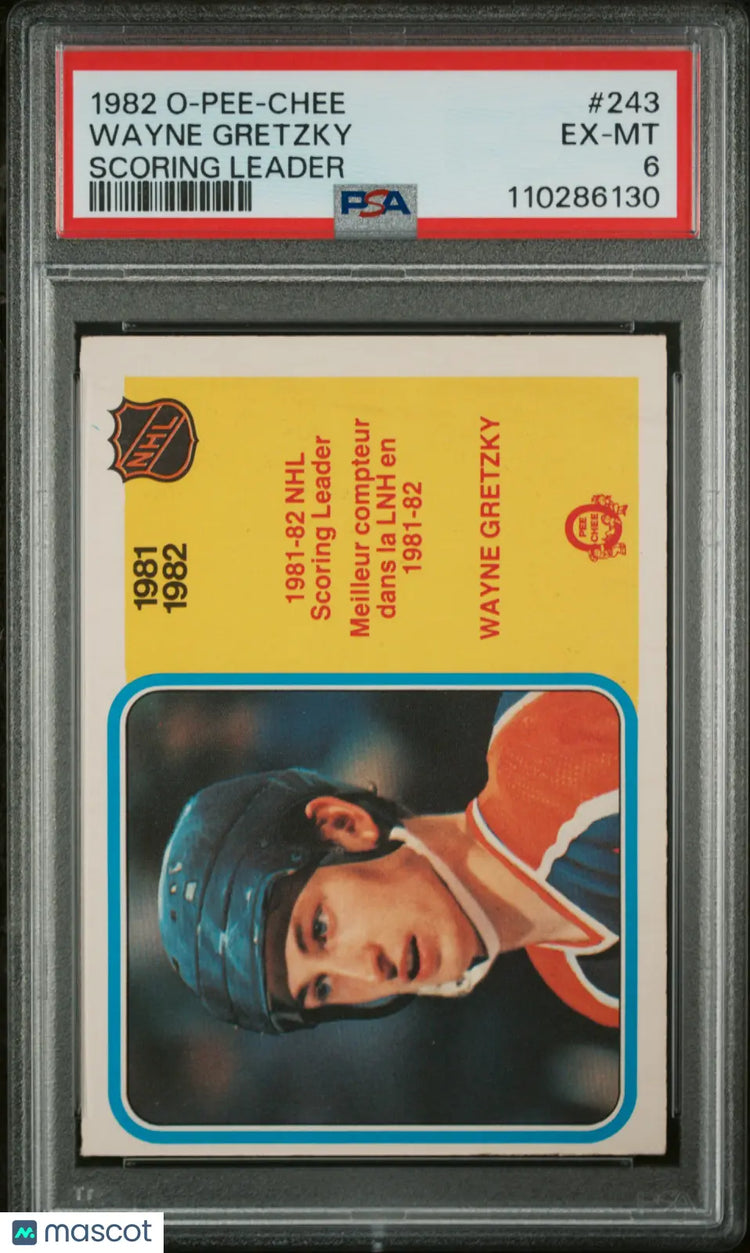 1982 O-PEE-CHEE
WAYNE GRETZKY
SCORING LEADER
#243
EX-MT
6
110286130
PSA
NHL
1981
1982
1981-82 NHL
Scoring Leader
Meilleur compteur
dans la LNH en
1981-82
WAYNE GRETZKY
O
PEE
CHEE
mascot